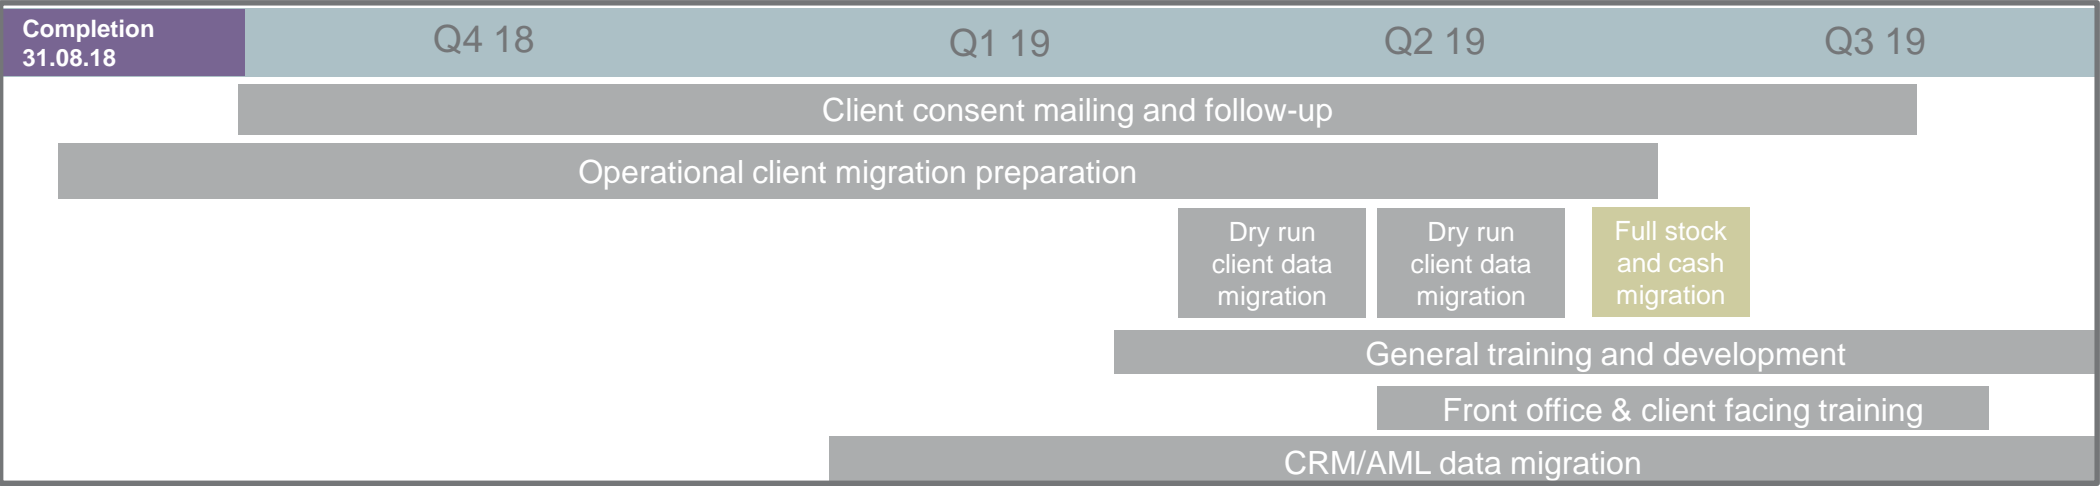 Completion
31.08.18
Q4 18
Q1 19
Q2 19
Q3 19
Client consent mailing and follow-up
Operational client migration preparation
Dry run
client data
migration
Dry run
client data
migration
Full stock
and cash
migration
General training and development
Front office & client facing training
CRM/AML data migration